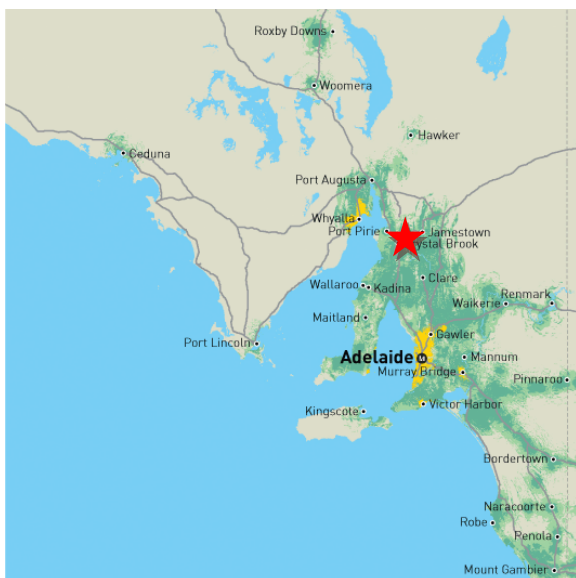 Roxby Downs
Woomera
Hawker
Ceduna
Port Augusta
Whyalla
Port Pirie
Jamestown
rystal Brook
Wallaroo
Kadina
Clare
Renmark
Waikerie
Maitland
Gawler
Port Lincoln
Adelaide
Mannum
Murray Bridge
Pinnaroo
Kingscote
Victor Harbor
Bordertown
Naracoorte
Robe
Penola
Mount Gambier